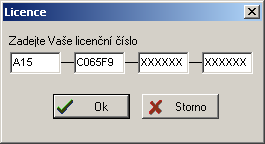 Licence
Zadejte Vaše licenční číslo
A15 C065F9 XXXXXX XXXXXX
Ok Storno